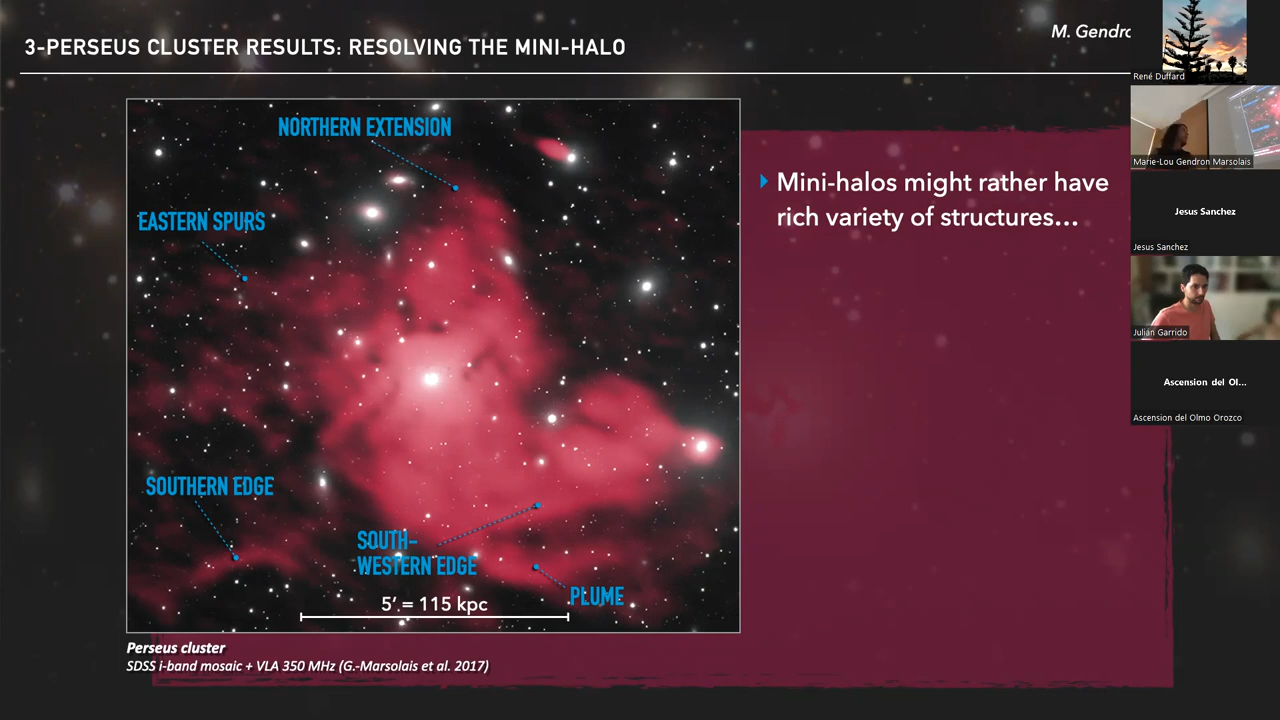 3-PERSEUS CLUSTER RESULTS: RESOLVING THE MINI-HALO
M. Gendro
René Duffard
NORTHERN EXTENSION
EASTERN SPURS
SOUTHERN EDGE
SOUTH-
WESTERN EDGE
PLUME
5’ = 115 kpc
Perseus cluster
SDSS i-band mosaic + VLA 350 MHz (G.-Marsolais et al. 2017)
Mini-halos might rather have
rich variety of structures...
Marie-Lou Gendron Marsolais
Jesus Sanchez
Jesus Sanchez
Julián Garrido
Ascension del Ol...
Ascension del Olmo Orozco